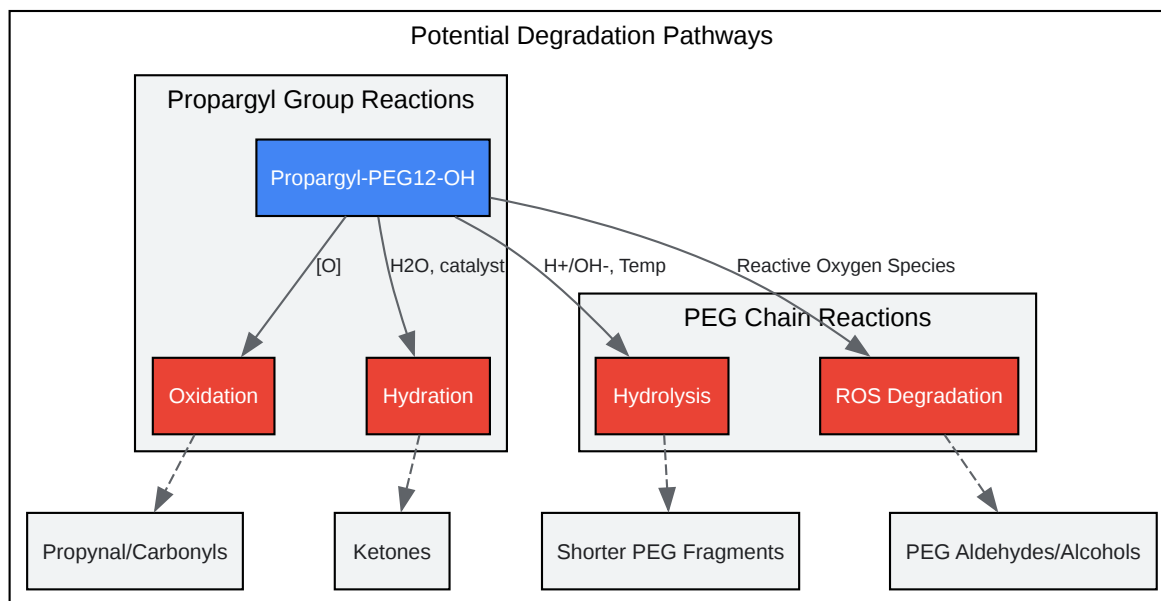 Potential Degradation Pathways
Propargyl Group Reactions
Propargyl-PEG12-OH
[O]
H2O, catalyst
H+/OH-, Temp
Reactive Oxygen Species
PEG Chain Reactions
Oxidation
Hydration
Hydrolysis
ROS Degradation
Propynal/Carbonyls
Ketones
Shorter PEG Fragments
PEG Aldehydes/Alcohols